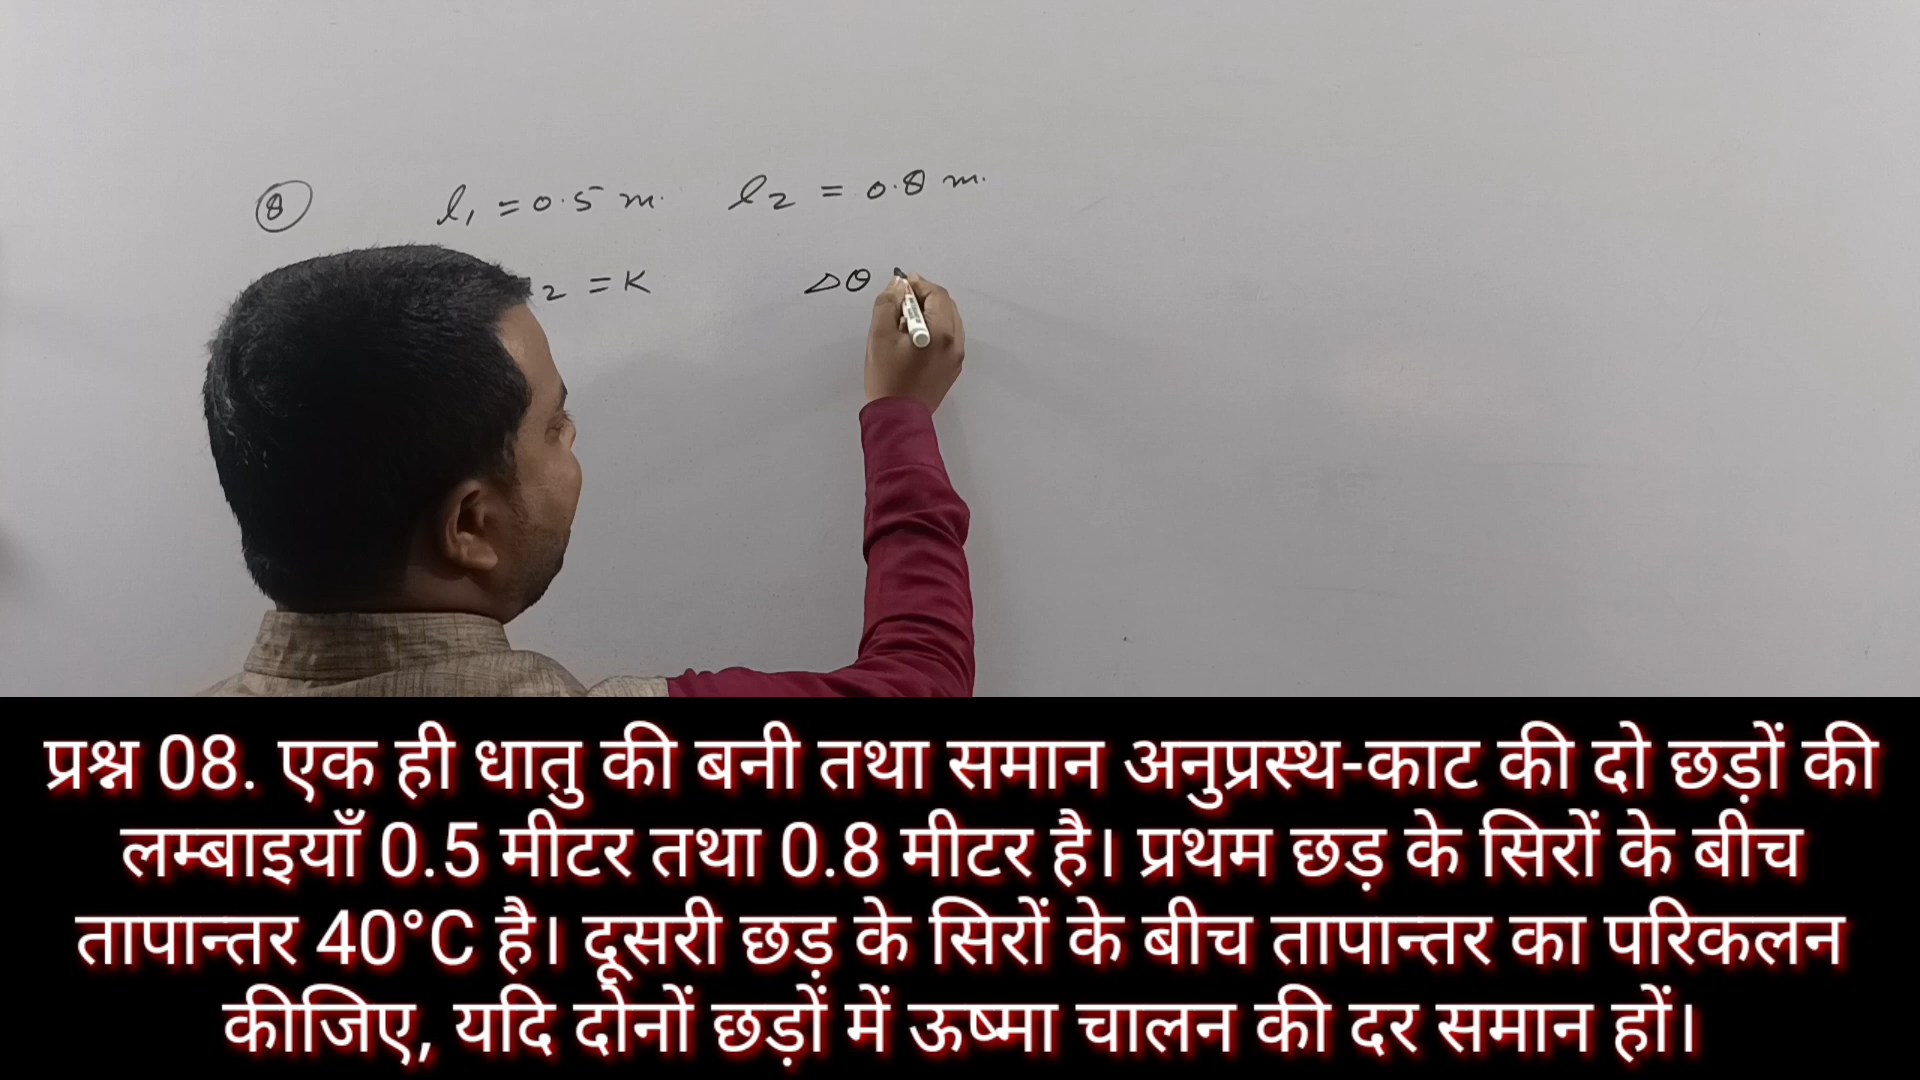 8 l₁ = 0.5 m. l₂ = 0.8 m.
2 = K Δθ
प्रश्न 08. एक ही धातु की बनी तथा समान अनुप्रस्थ-काट की दो छड़ों की
लम्बाइयाँ 0.5 मीटर तथा 0.8 मीटर है। प्रथम छड़ के सिरों के बीच
तापान्तर 40°C है। दूसरी छड़ के सिरों के बीच तापान्तर का परिकलन
कीजिए, यदि दोनों छड़ों में ऊष्मा चालन की दर समान हों।